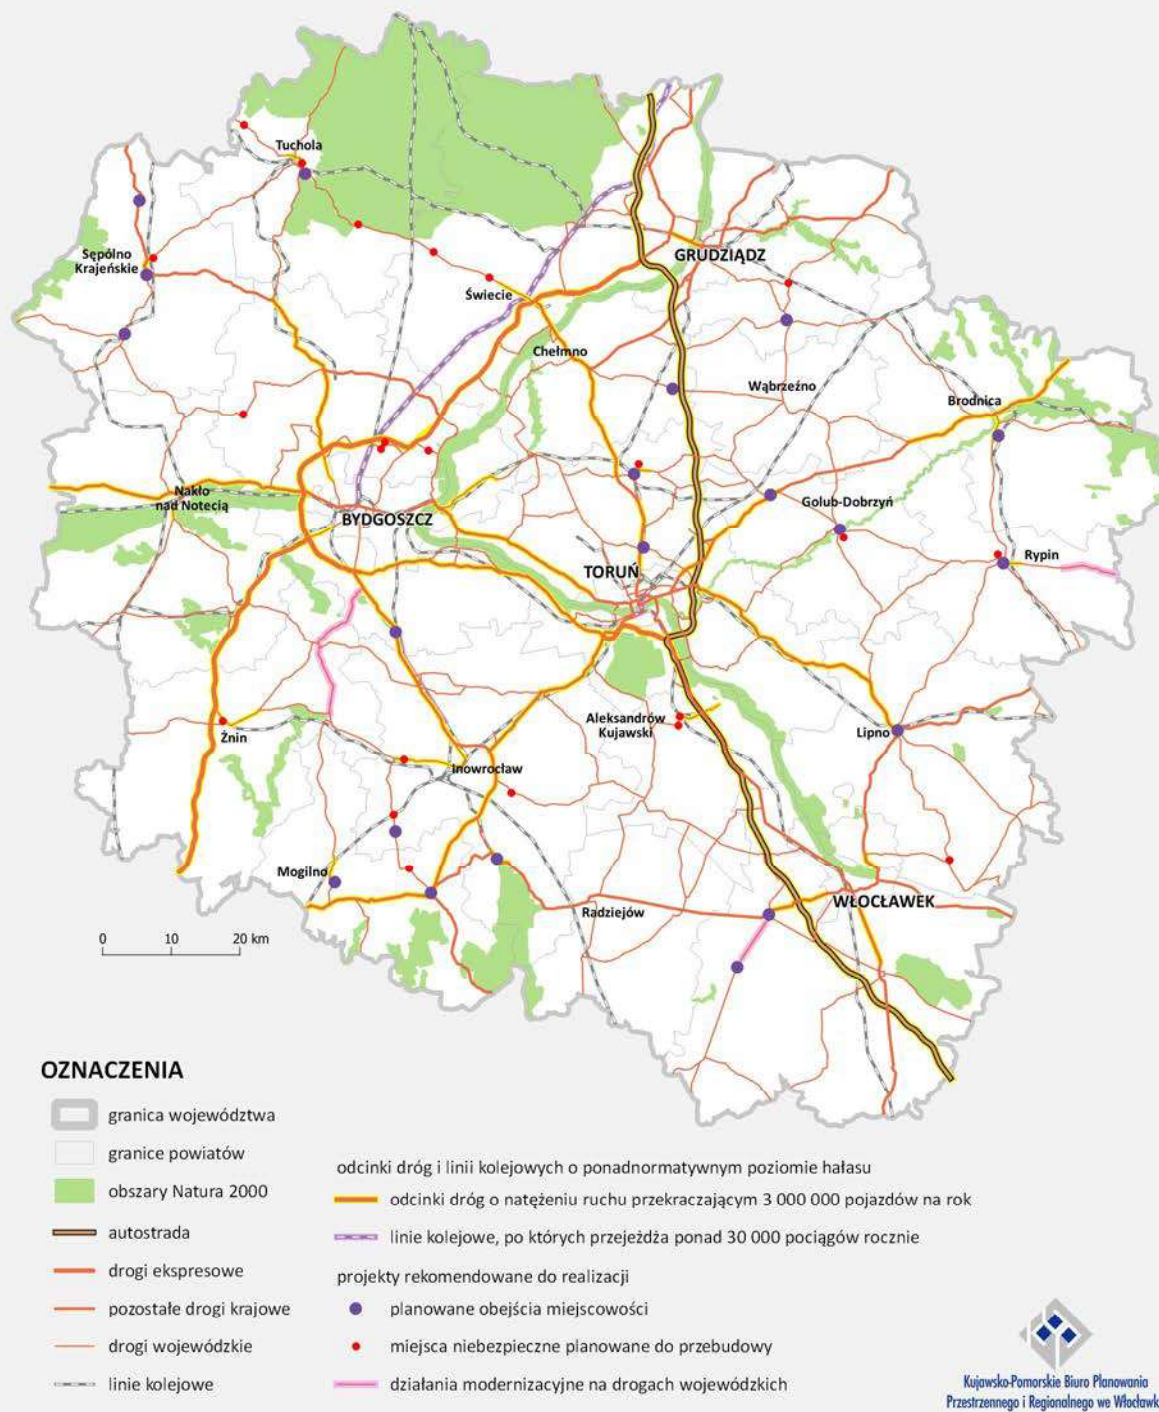 Tuchola
Sępólno
Krajeńskie
GRUDZIĄDZ
Świecie
Chełmno
Wąbrzeźno
Brodnica
Nakło
nad Notecią
BYDGOSZCZ
Golub-Dobrzyń
TORUŃ
Rypin
Aleksandrów
Kujawski
Lipno
Żnin
Inowrocław
Mogilno
Radziejów
WŁOCŁAWEK
0 10 20 km
OZNACZENIA
granica województwa
granice powiatów
obszary Natura 2000
autostrada
drogi ekspresowe
pozostałe drogi krajowe
drogi wojewódzkie
linie kolejowe
odcinki dróg i linii kolejowych o ponadnormatywnym poziomie hałasu
odcinki dróg o natężeniu ruchu przekraczającym 3 000 000 pojazdów na rok
linie kolejowe, po których przejeżdża ponad 30 000 pociągów rocznie
projekty rekomendowane do realizacji
planowane obejścia miejscowości
miejsca niebezpieczne planowane do przebudowy
działania modernizacyjne na drogach wojewódzkich
Kujawsko-Pomorskie Biuro Planowania
Przestrzennego i Regionalnego we Włocławk